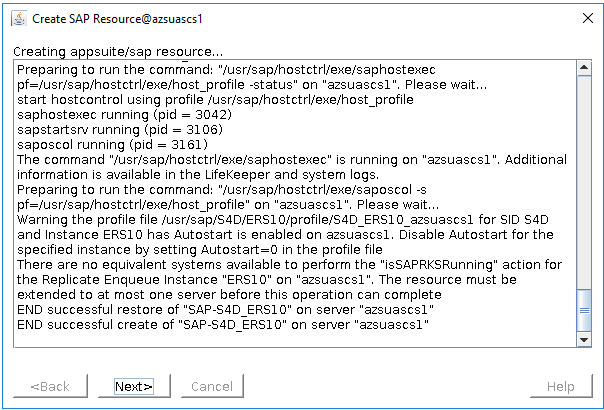 Create SAP Resource@azsuascs1
Creating appsuite/sap resource...
Preparing to run the command: "/usr/sap/hostctrl/exe/saphostexec
pf=/usr/sap/hostctrl/exe/host_profile -status" on "azsuascs1". Please wait...
start hostcontrol using profile /usr/sap/hostctrl/exe/host_profile
saphostexec running (pid = 3042)
sapstartsrv running (pid = 3106)
saposcol running (pid = 3161)
The command "/usr/sap/hostctrl/exe/saphostexec" is running on "azsuascs1". Additional
information is available in the LifeKeeper and system logs.
Preparing to run the command: "/usr/sap/hostctrl/exe/saposcol -s
pf=/usr/sap/hostctrl/exe/host_profile" on "azsuascs1". Please wait...
Warning the profile file /usr/sap/S4D/ERS10/profile/S4D_ERS10_azsuascs1 for SID S4D
and Instance ERS10 has Autostart is enabled on azsuascs1. Disable Autostart for the
specified instance by setting Autostart=0 in the profile file
There are no equivalent systems available to perform the "isSAPRKSRunning" action for
the Replicate Enqueue Instance "ERS10" on "azsuascs1". The resource must be
extended to at most one server before this operation can complete
END successful restore of "SAP-S4D_ERS10" on server "azsuascs1"
END successful create of "SAP-S4D_ERS10" on server "azsuascs1"
<Back
Next>
Cancel
Help